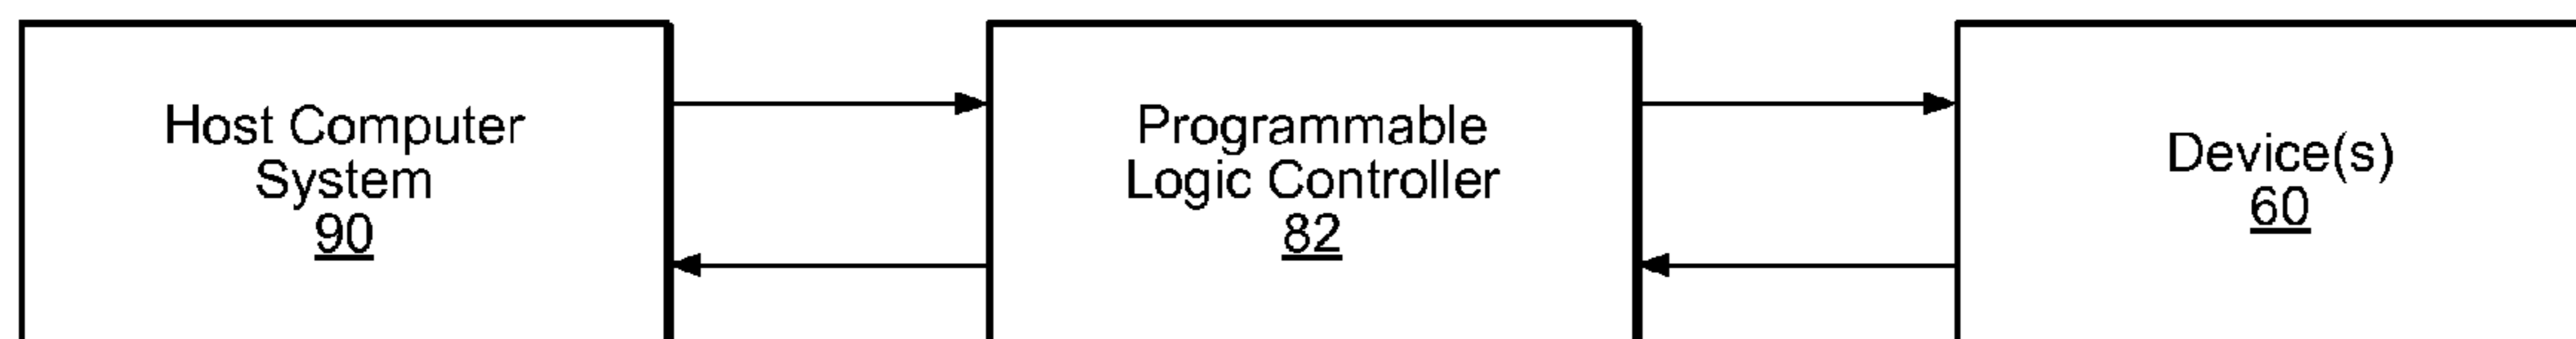 Host Computer
System
90
Programmable
Logic Controller
82
Device(s)
60